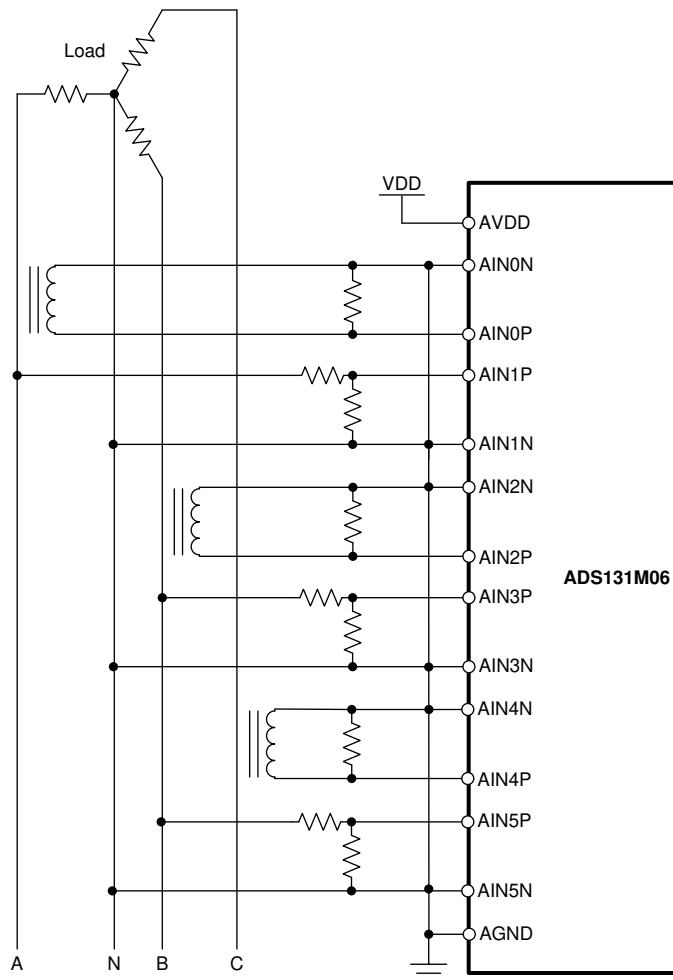 Load
VDD
AVDD
AIN0N
AIN0P
AIN1P
AIN1N
AIN2N
AIN2P
ADS131M06
AIN3P
AIN3N
AIN4N
AIN4P
AIN5P
AIN5N
AGND
A N B C